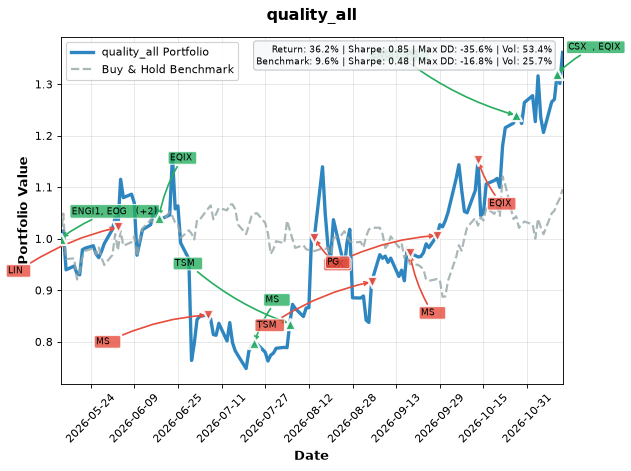 quality_all
quality_all Portfolio
Buy & Hold Benchmark
Return: 36.2% | Sharpe: 0.85 | Max DD: -35.6% | Vol: 53.4%
Benchmark: 9.6% | Sharpe: 0.48 | Max DD: -16.8% | Vol: 25.7%
CSX , EQIX
EQIX
ENGI1, EQG (+2)
EQIX
LIN
TSM
PG
MS
TSM
MS
MS
Portfolio Value
1.3
1.2
1.1
1.0
0.9
0.8
2026-05-24
2026-06-09
2026-06-25
2026-07-11
2026-07-27
2026-08-12
2026-08-28
2026-09-13
2026-09-29
2026-10-15
2026-10-31
Date